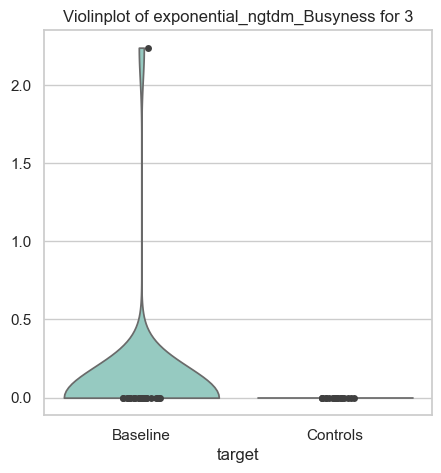 Violinplot of exponential_ngtdm_Busyness for 3
2.0
1.5
1.0
0.5
0.0
Baseline
Controls
target